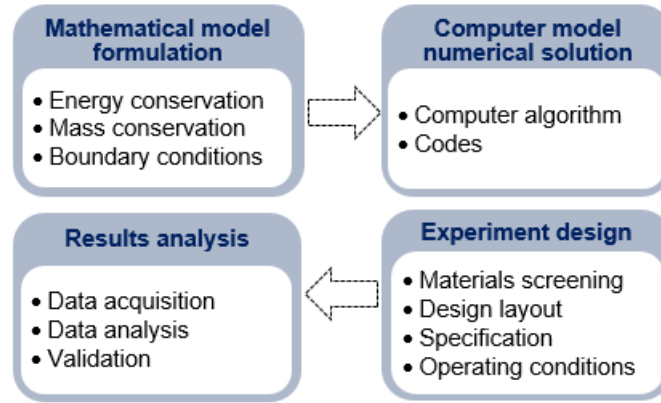 Mathematical model
formulation
• Energy conservation
• Mass conservation
• Boundary conditions
Computer model
numerical solution
• Computer algorithm
• Codes
Results analysis
• Data acquisition
• Data analysis
• Validation
Experiment design
• Materials screening
• Design layout
• Specification
• Operating conditions